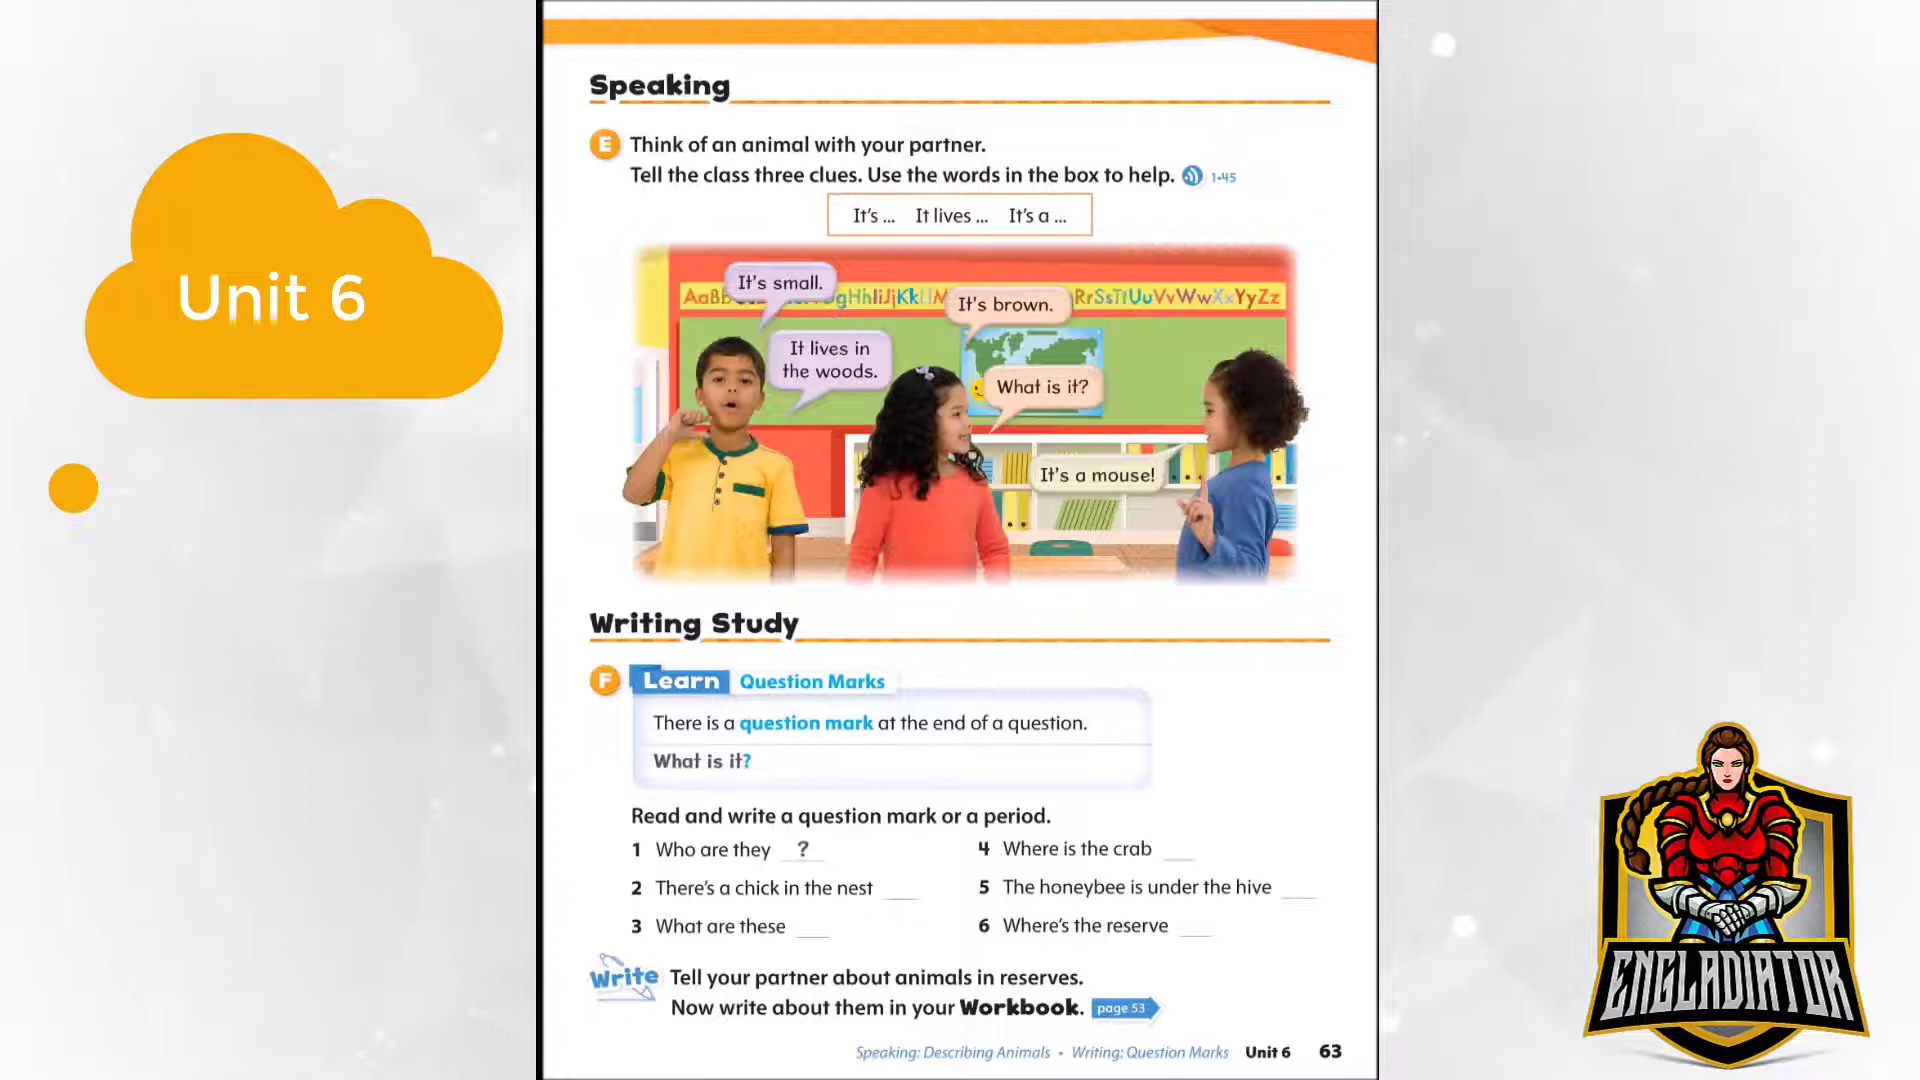 Unit 6
Speaking
E Think of an animal with your partner.
Tell the class three clues. Use the words in the box to help. 1•45
It's ... It lives ... It's a ...
It's small.
It's brown.
It lives in
the woods.
What is it?
It's a mouse!
Writing Study
F Learn Question Marks
There is a question mark at the end of a question.
What is it?
Read and write a question mark or a period.
1 Who are they ?
2 There's a chick in the nest ____
3 What are these ____
4 Where is the crab ____
5 The honeybee is under the hive ____
6 Where's the reserve ____
Write Tell your partner about animals in reserves.
Now write about them in your Workbook. page 53
Speaking: Describing Animals • Writing: Question Marks Unit 6 63
ENGLADIATOR